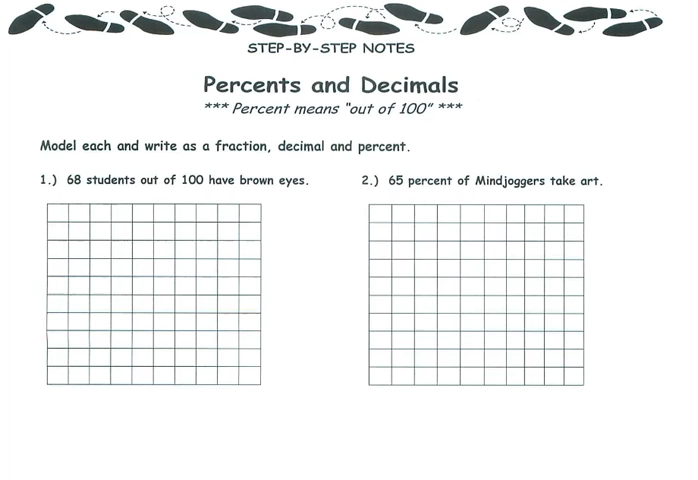 STEP-BY-STEP NOTES
Percents and Decimals
*** Percent means "out of 100" ***
Model each and write as a fraction, decimal and percent.
1.) 68 students out of 100 have brown eyes.
2.) 65 percent of Mindjoggers take art.